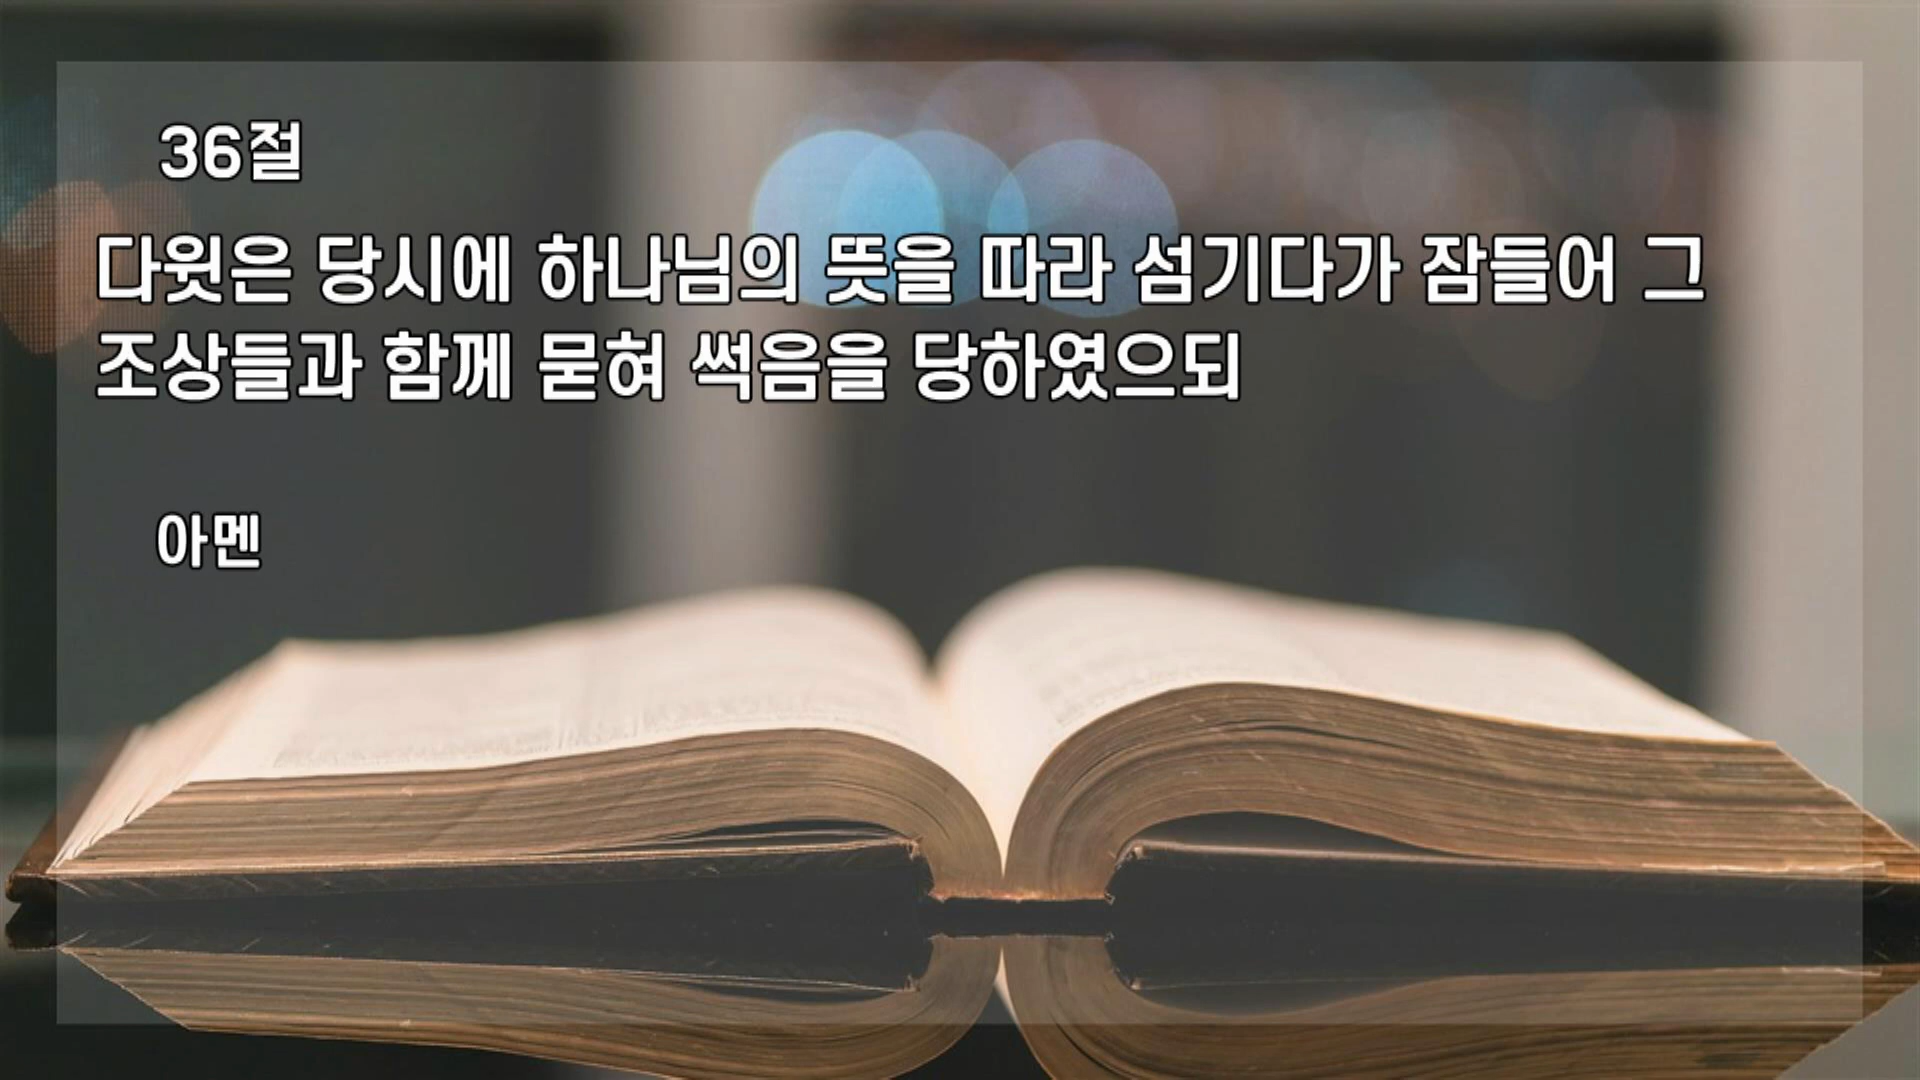 36절
다윗은 당시에 하나님의 뜻을 따라 섬기다가 잠들어 그
조상들과 함께 묻혀 썩음을 당하였으되
아멘